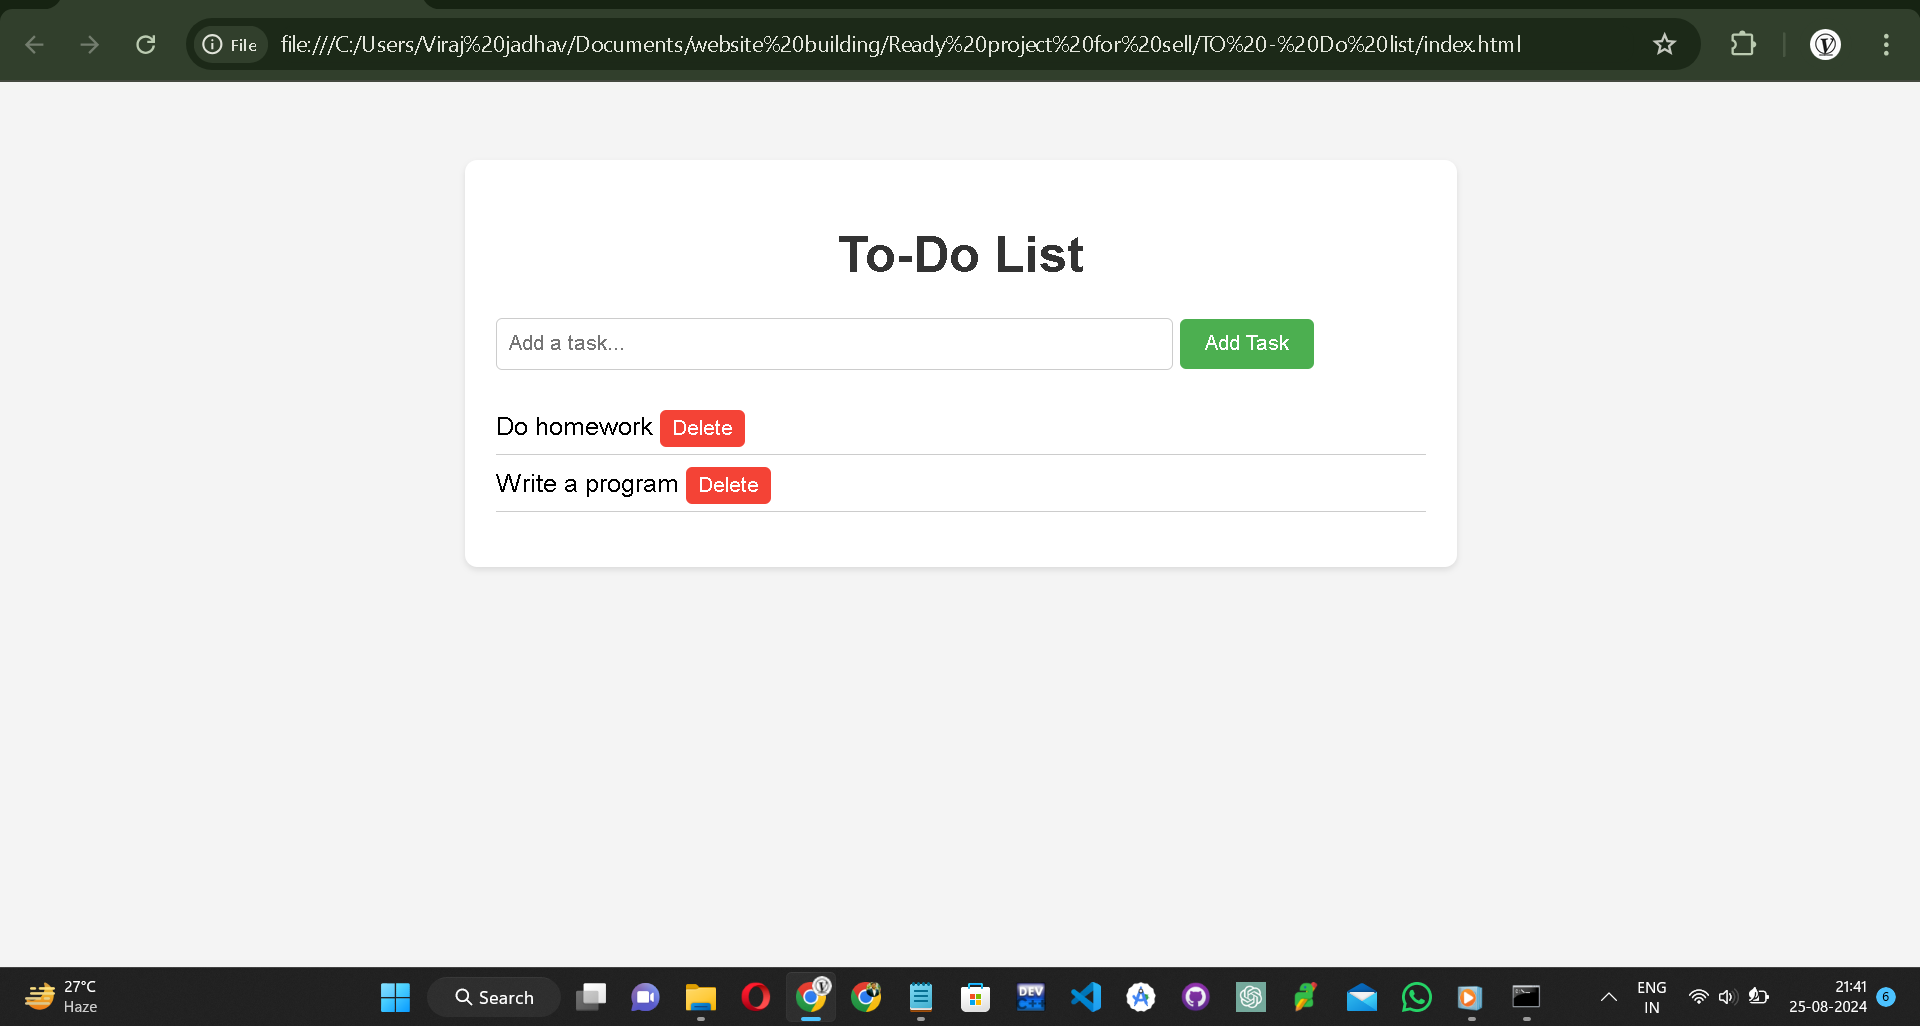 File
file:///C:/Users/Viraj%20jadhav/Documents/website%20building/Ready%20project%20for%20sell/TO%20-%20Do%20list/index.html
V
To-Do List
Add a task...
Add Task
Do homework Delete
Write a program Delete
27°C
Haze
Search
DEV
ENG
IN
21:41
25-08-2024
6